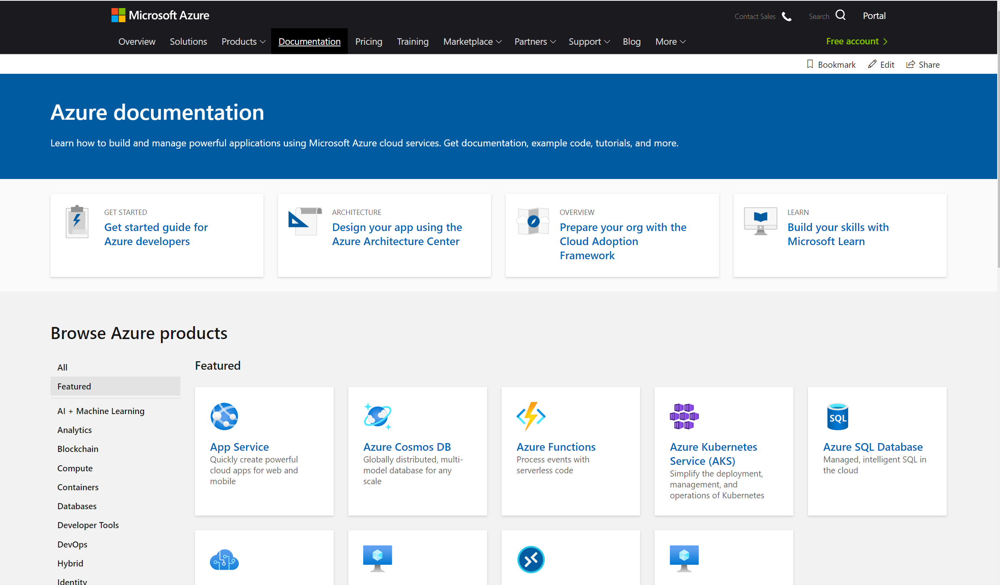 Microsoft Azure
Contact Sales
Search
Portal
Overview
Solutions
Products
Documentation
Pricing
Training
Marketplace
Partners
Support
Blog
More
Free account
Bookmark
Edit
Share
Azure documentation
Learn how to build and manage powerful applications using Microsoft Azure cloud services. Get documentation, example code, tutorials, and more.
GET STARTED
Get started guide for
Azure developers
ARCHITECTURE
Design your app using the
Azure Architecture Center
OVERVIEW
Prepare your org with the
Cloud Adoption
Framework
LEARN
Build your skills with
Microsoft Learn
Browse Azure products
All
Featured
AI + Machine Learning
Analytics
Blockchain
Compute
Containers
Databases
Developer Tools
DevOps
Hybrid
Identity
Featured
App Service
Quickly create powerful
cloud apps for web and
mobile
Azure Cosmos DB
Globally distributed, multi-
model database for any
scale
Azure Functions
Process events with
serverless code
Azure Kubernetes
Service (AKS)
Simplify the deployment,
management, and
operations of Kubernetes
SQL
Azure SQL Database
Managed, intelligent SQL in
the cloud